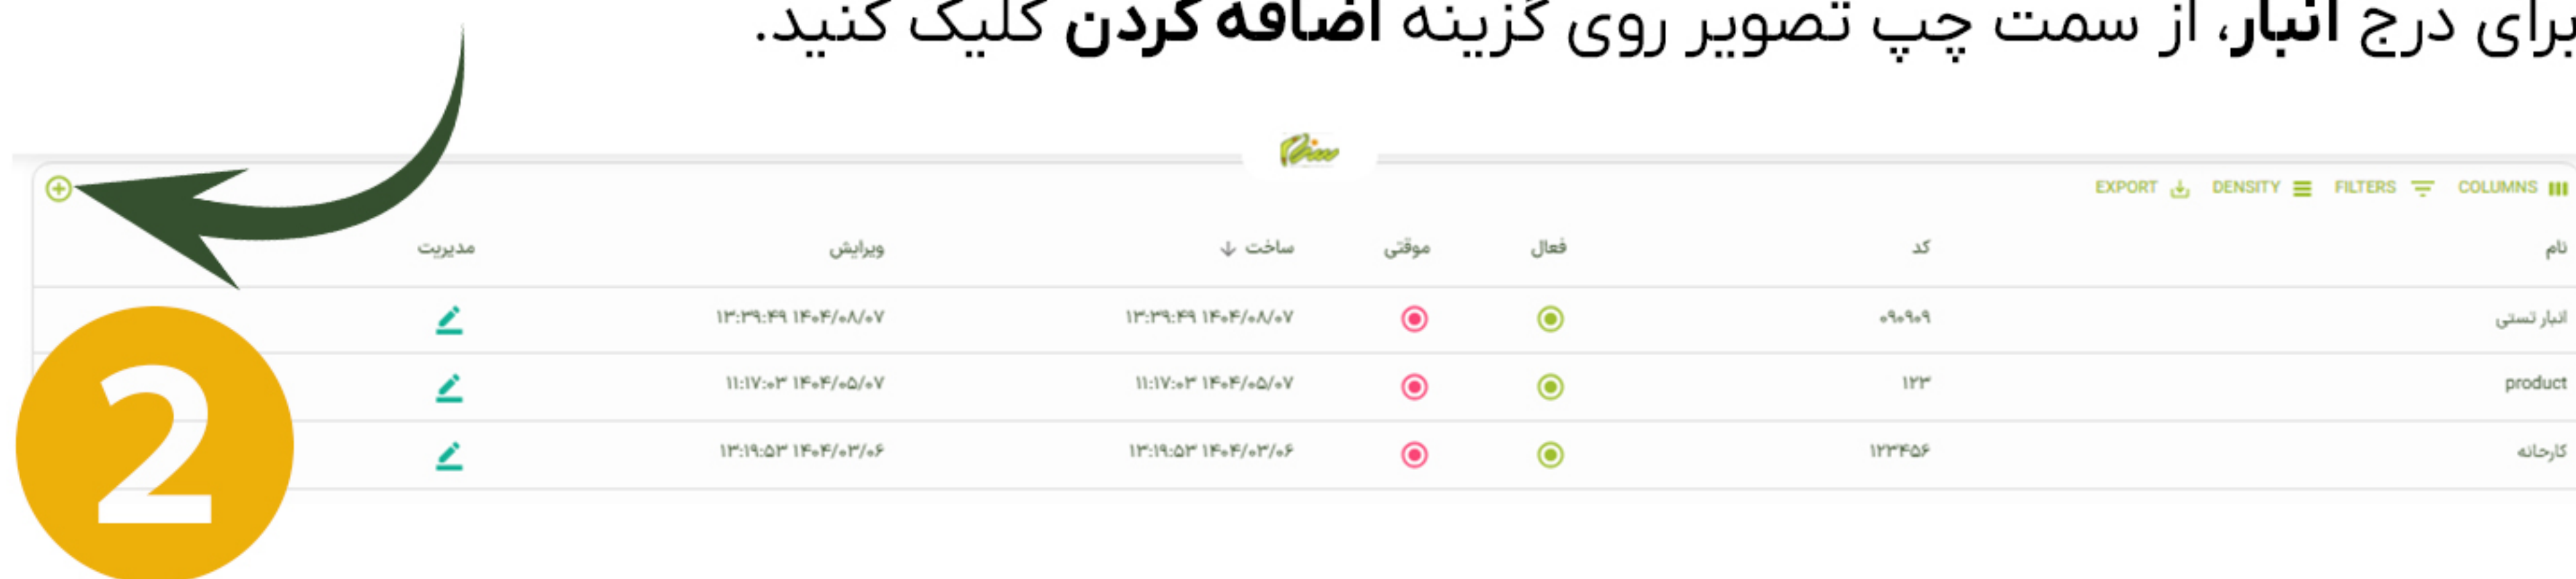 برای درج انبار، از سمت چپ تصویر روی گزینه اضافه کردن کلیک کنید.
COLUMNS FILTERS DENSITY EXPORT
نام کد فعال موقتی ساخت ویرایش مدیریت
انبار تستی ۰۹۰۹۰۹ ۱۳:۳۹:۴۹ ۱۴۰۴/۰۸/۰۷ ۱۳:۳۹:۴۹ ۱۴۰۴/۰۸/۰۷
product ۱۲۳ ۱۱:۱۷:۰۳ ۱۴۰۴/۰۵/۰۷ ۱۱:۱۷:۰۳ ۱۴۰۴/۰۵/۰۷
کارخانه ۱۲۳۴۵۶ ۱۳:۱۹:۵۳ ۱۴۰۴/۰۳/۰۶ ۱۳:۱۹:۵۳ ۱۴۰۴/۰۳/۰۶
2